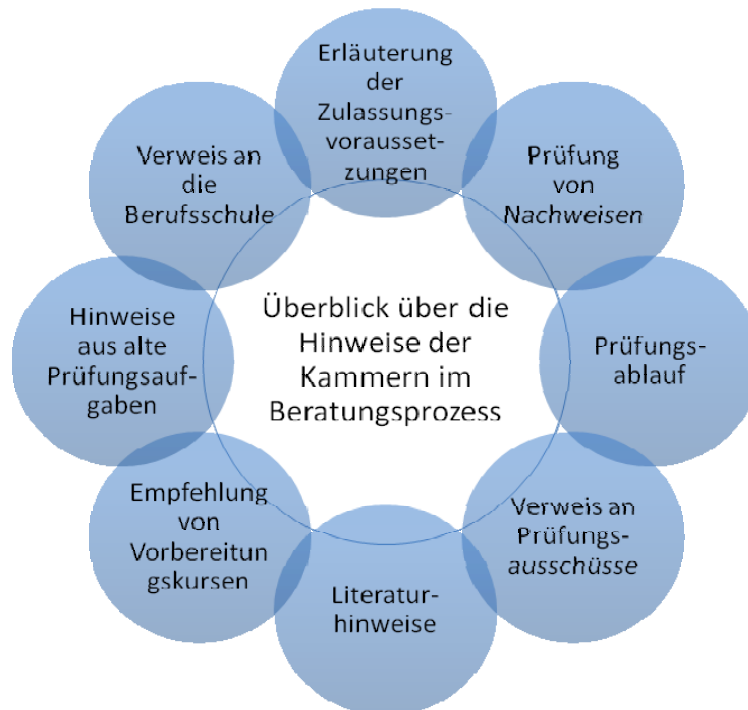 Erläuterung
der
Zulassungs-
vorausset-
zungen
Prüfung
von
Nachweisen
Prüfungs-
ablauf
Verweis an
Prüfungs-
ausschüsse
Literatur-
hinweise
Empfehlung
von
Vorbereitun
gskursen
Hinweise
aus alte
Prüfungsauf-
gaben
Verweis an
die
Berufsschule
Überblick über die
Hinweise der
Kammern im
Beratungsprozess